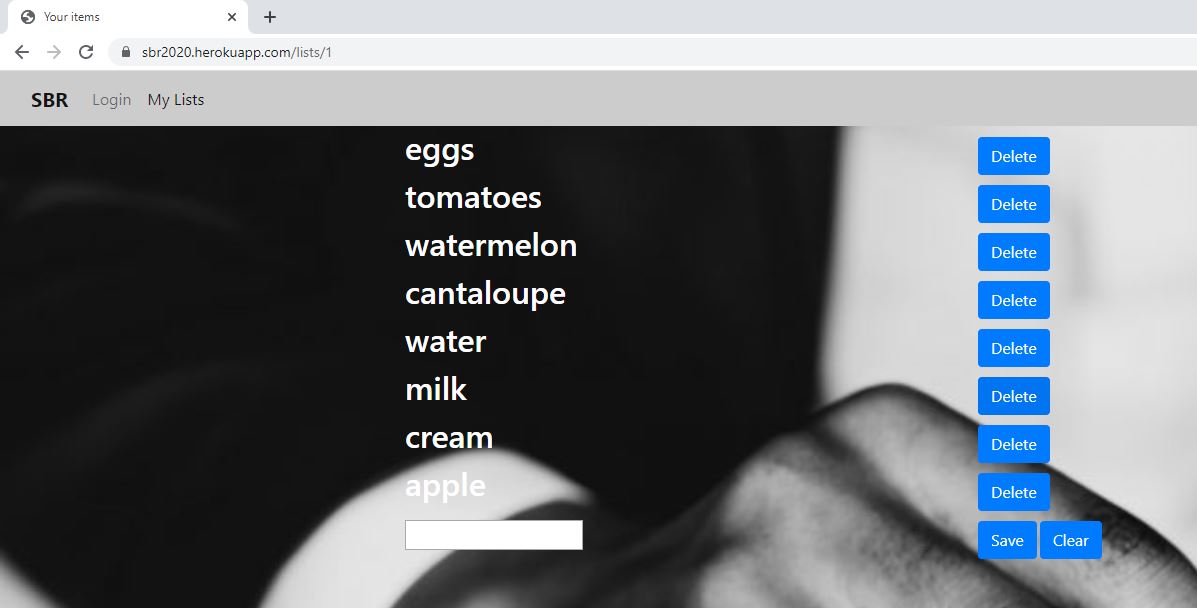 Your items
sbr2020.herokuapp.com/lists/1
SBR Login My Lists
eggs Delete
tomatoes Delete
watermelon Delete
cantaloupe Delete
water Delete
milk Delete
cream Delete
apple Delete
Save Clear